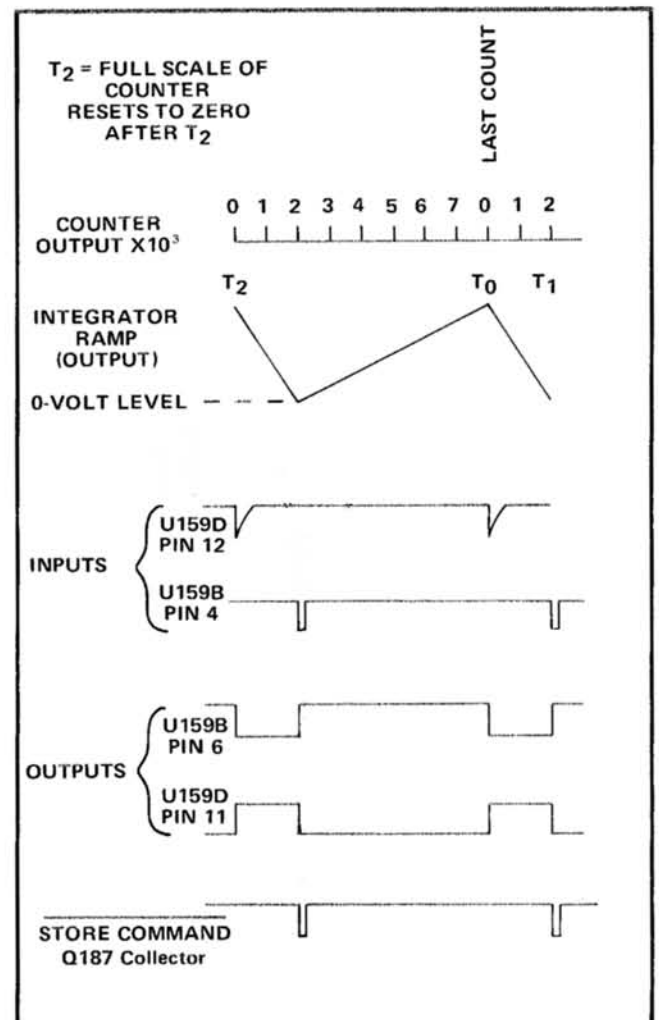 T2 = FULL SCALE OF
COUNTER
RESETS TO ZERO
AFTER T2
LAST COUNT
COUNTER
OUTPUT X10³
0 1 2 3 4 5 6 7 0 1 2
T2 T0 T1
INTEGRATOR
RAMP
(OUTPUT)
0-VOLT LEVEL
INPUTS
U159D
PIN 12
U159B
PIN 4
OUTPUTS
U159B
PIN 6
U159D
PIN 11
STORE COMMAND
Q187 Collector